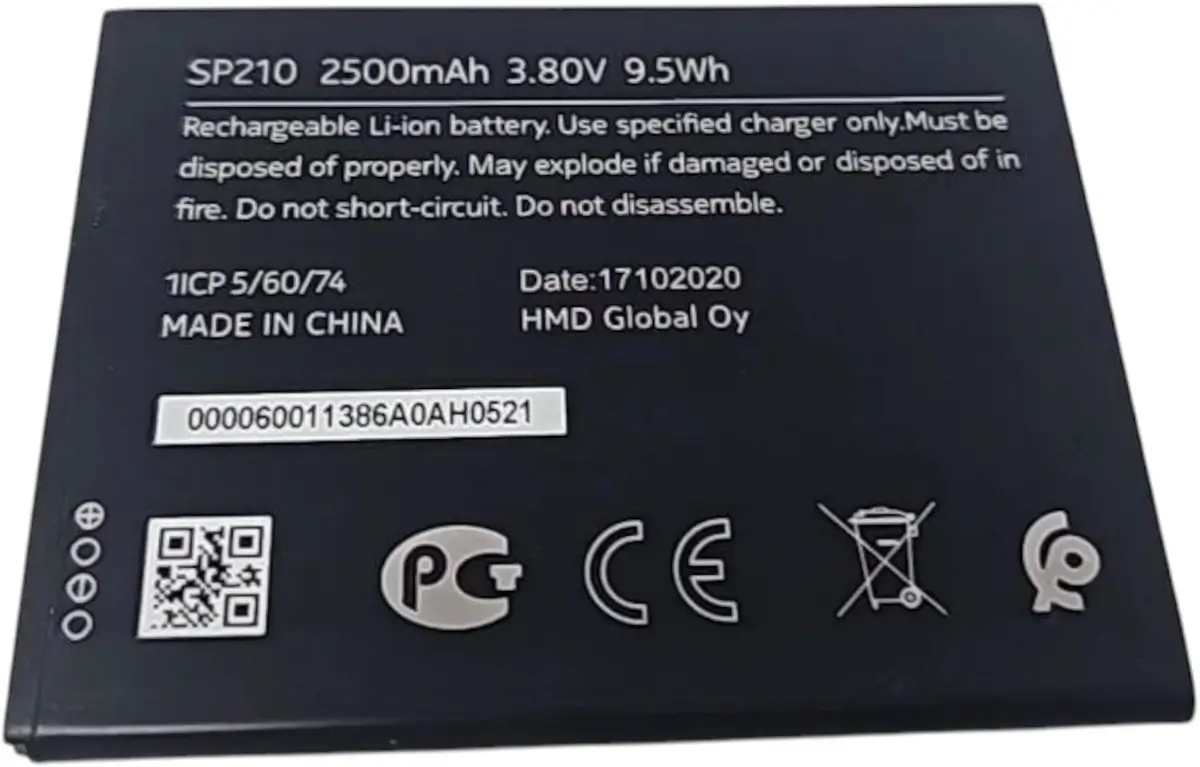 SP210 2500mAh 3.80V 9.5Wh
Rechargeable Li-ion battery. Use specified charger only.Must be
disposed of properly. May explode if damaged or disposed of in
fire. Do not short-circuit. Do not disassemble.
1ICP 5/60/74 Date:17102020
MADE IN CHINA HMD Global Oy
000060011386A0AH0521
PCT CE